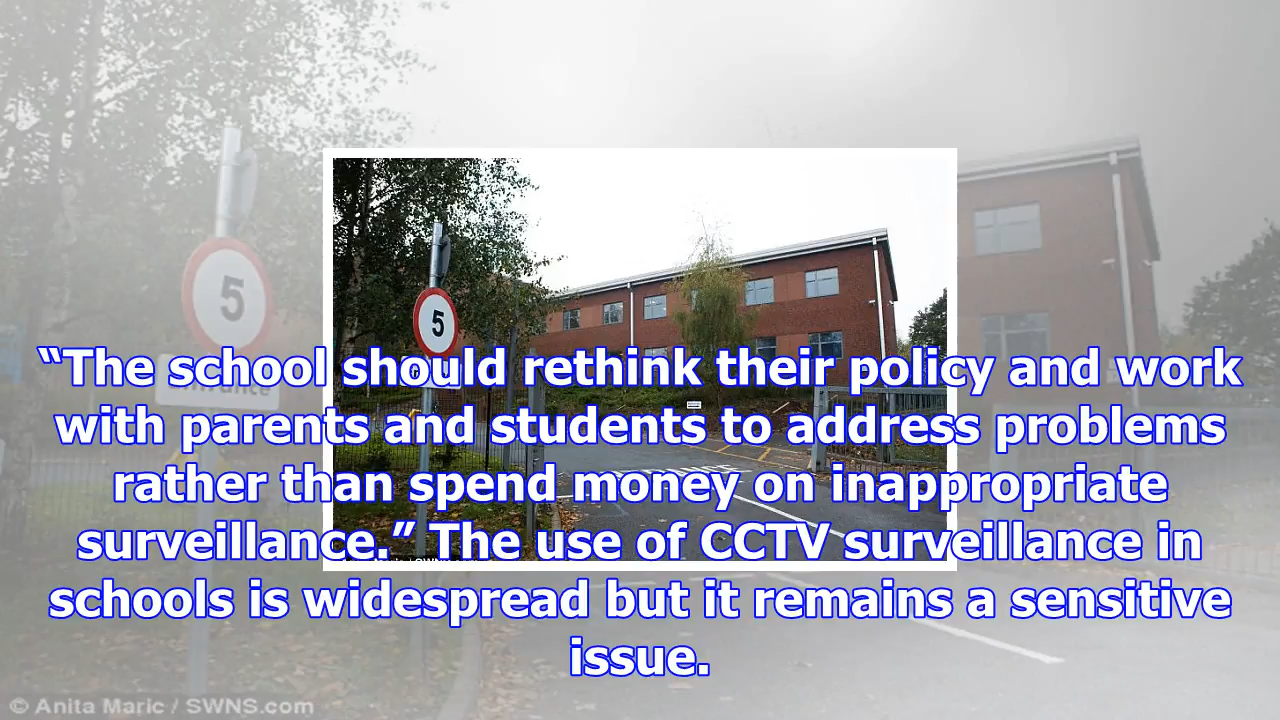 5
5
“The school should rethink their policy and work
with parents and students to address problems
rather than spend money on inappropriate
surveillance.” The use of CCTV surveillance in
schools is widespread but it remains a sensitive
issue.
© Anita Maric / SWNS.com